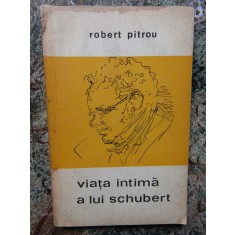 robert pitrou
viața intimă
a lui schubert